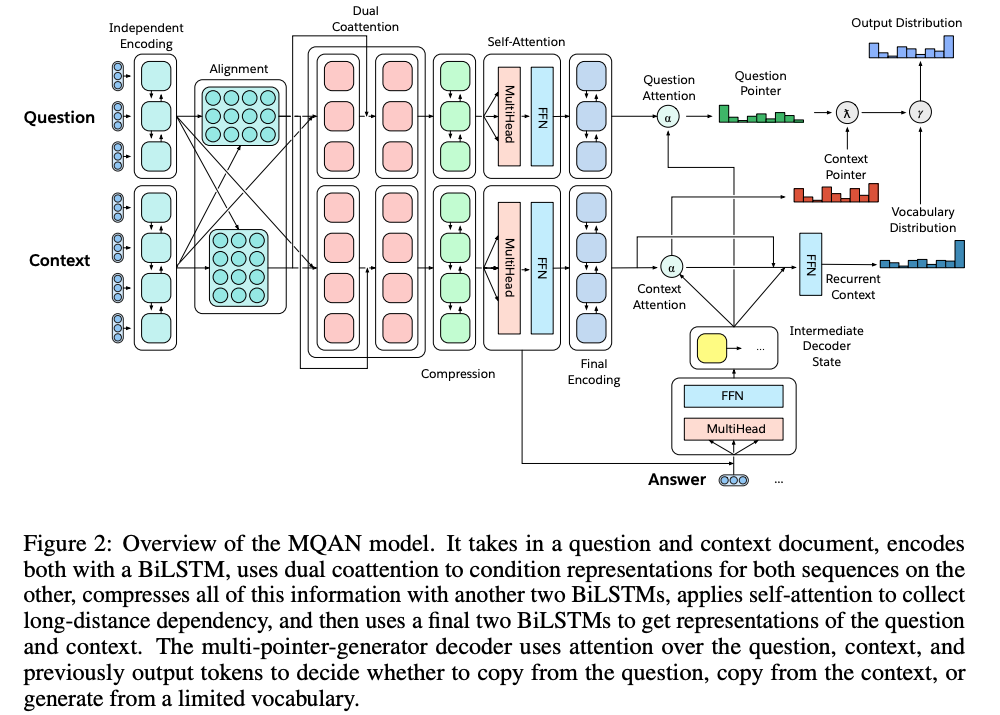 Independent
Encoding
Alignment
Dual
Coattention
Self-Attention
Question
Attention
Question
Pointer
Output Distribution
Question
MultiHead
FFN
α
λ
γ
Context
Pointer
Context
MultiHead
FFN
α
Context
Attention
FFN
Vocabulary
Distribution
Recurrent
Context
Compression
Final
Encoding
...
Intermediate
Decoder
State
FFN
MultiHead
Answer
...
Figure 2: Overview of the MQAN model. It takes in a question and context document, encodes
both with a BiLSTM, uses dual coattention to condition representations for both sequences on the
other, compresses all of this information with another two BiLSTMs, applies self-attention to collect
long-distance dependency, and then uses a final two BiLSTMs to get representations of the question
and context. The multi-pointer-generator decoder uses attention over the question, context, and
previously output tokens to decide whether to copy from the question, copy from the context, or
generate from a limited vocabulary.